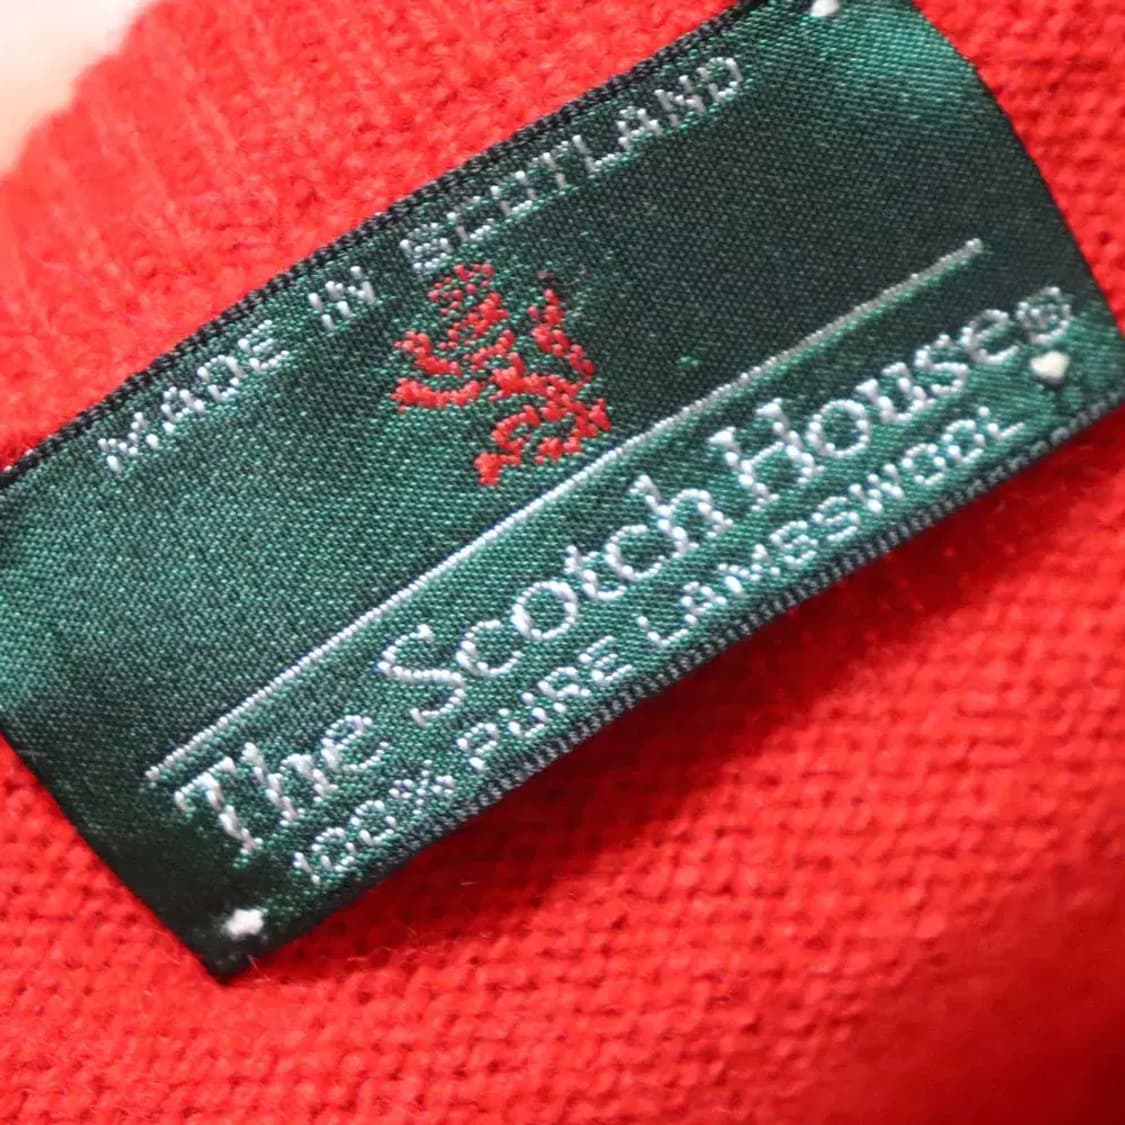 MADE IN SCOTLAND
The Scotch House®
100% PURE LAMBSWOOL